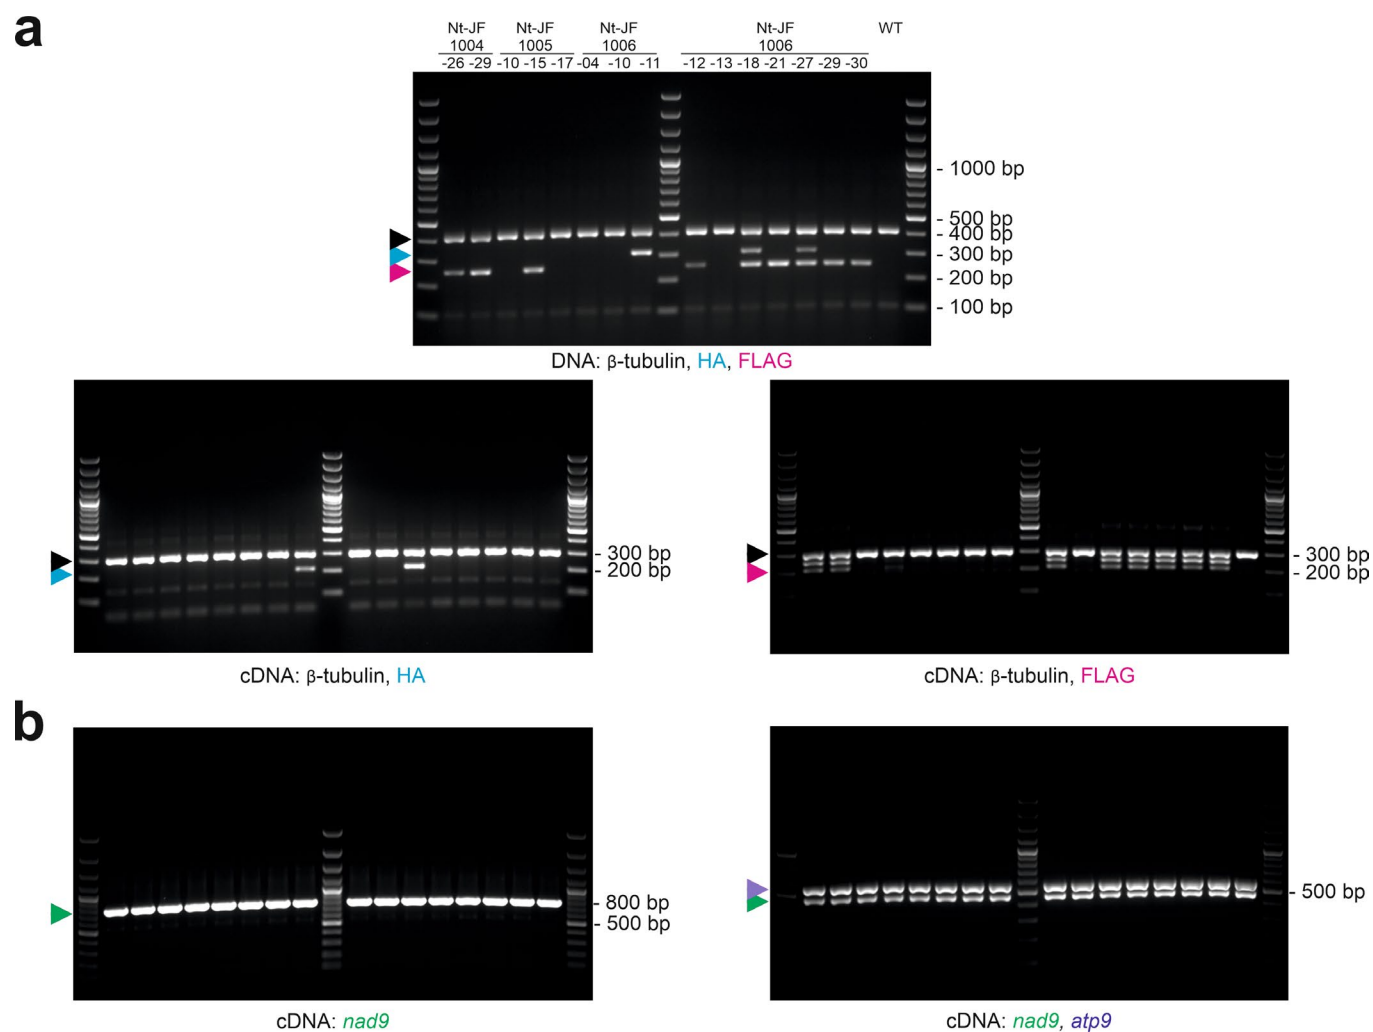 a
Nt-JF Nt-JF Nt-JF Nt-JF WT
1004 1005 1006 1006
-26 -29 -10 -15 -17 -04 -10 -11 -12 -13 -18 -21 -27 -29 -30
- 1000 bp
- 500 bp
- 400 bp
- 300 bp
- 200 bp
- 100 bp
DNA: β-tubulin, HA, FLAG
- 300 bp
- 200 bp
cDNA: β-tubulin, HA
- 300 bp
- 200 bp
cDNA: β-tubulin, FLAG
b
- 800 bp
- 500 bp
cDNA: nad9
- 500 bp
cDNA: nad9, atp9